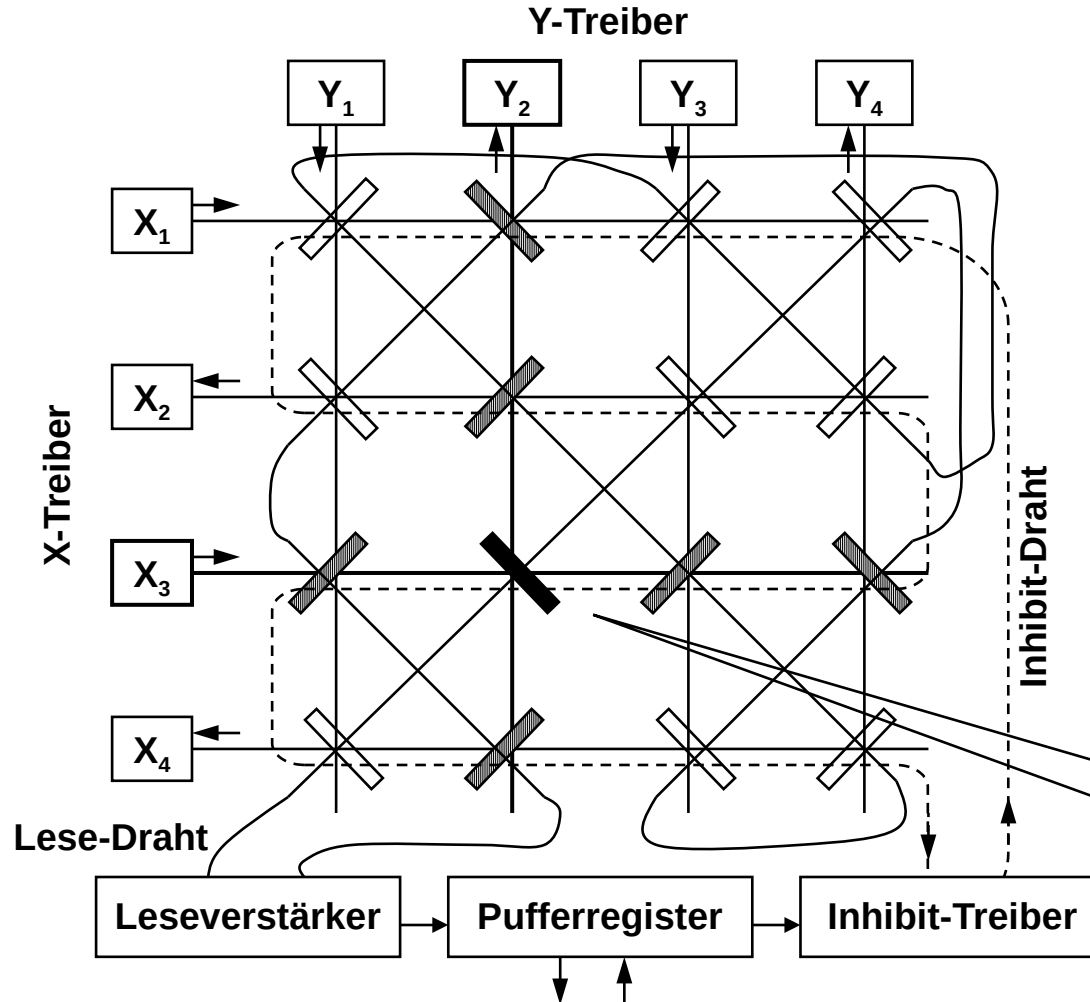 Y-Treiber
Y1 Y2 Y3 Y4
X1
X2
X-Treiber
X3
X4
Inhibit-Draht
Lese-Draht
Leseverstärker Pufferregister Inhibit-Treiber